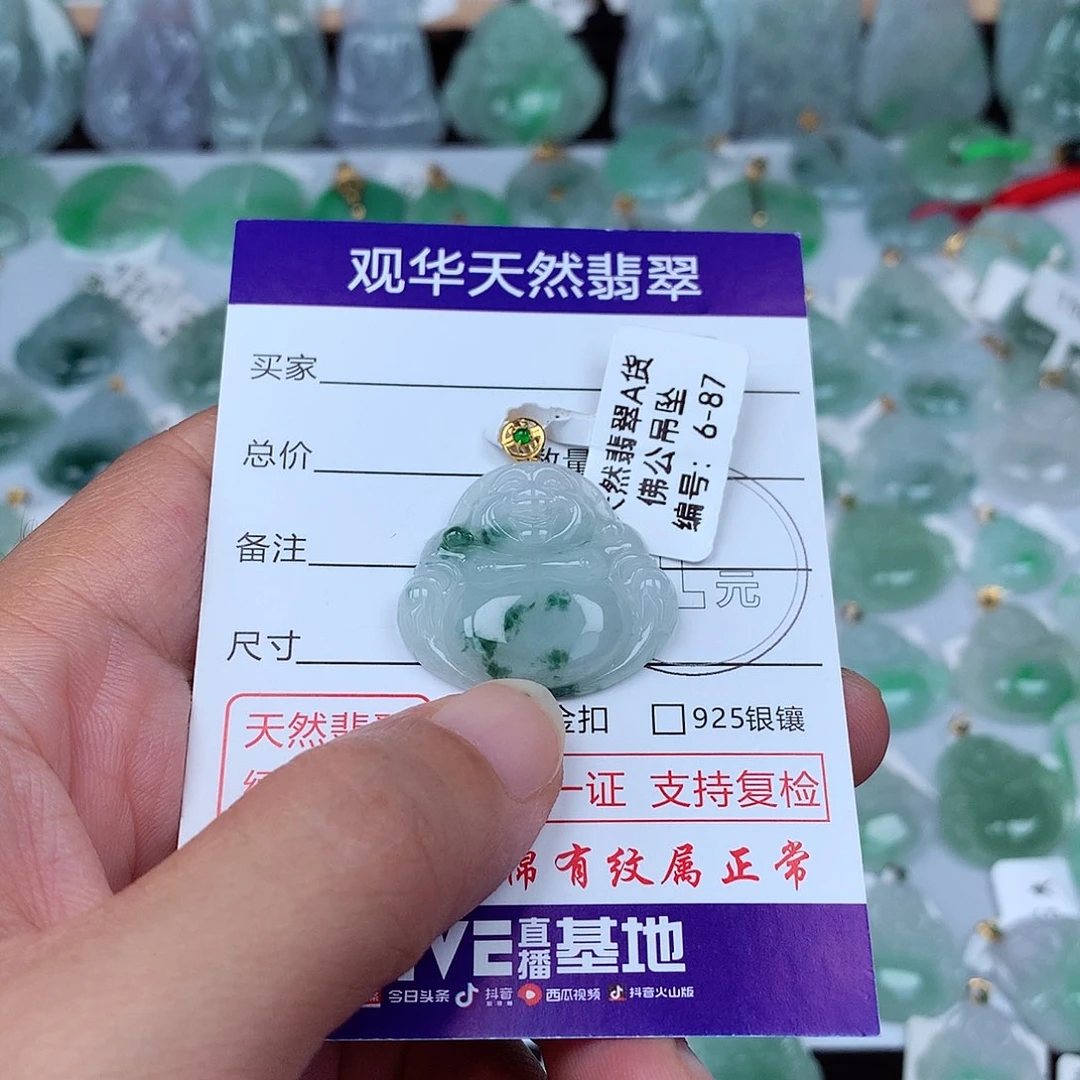 观华天然翡翠
买家
总价
数量
备注
元
尺寸
然翡翠A货
佛公吊坠
编号: 6-87
天然翡
金扣 925银镶
一证 支持复检
棉有纹属正常
直播基地
今日头条 抖音 西瓜视频 抖音火山版